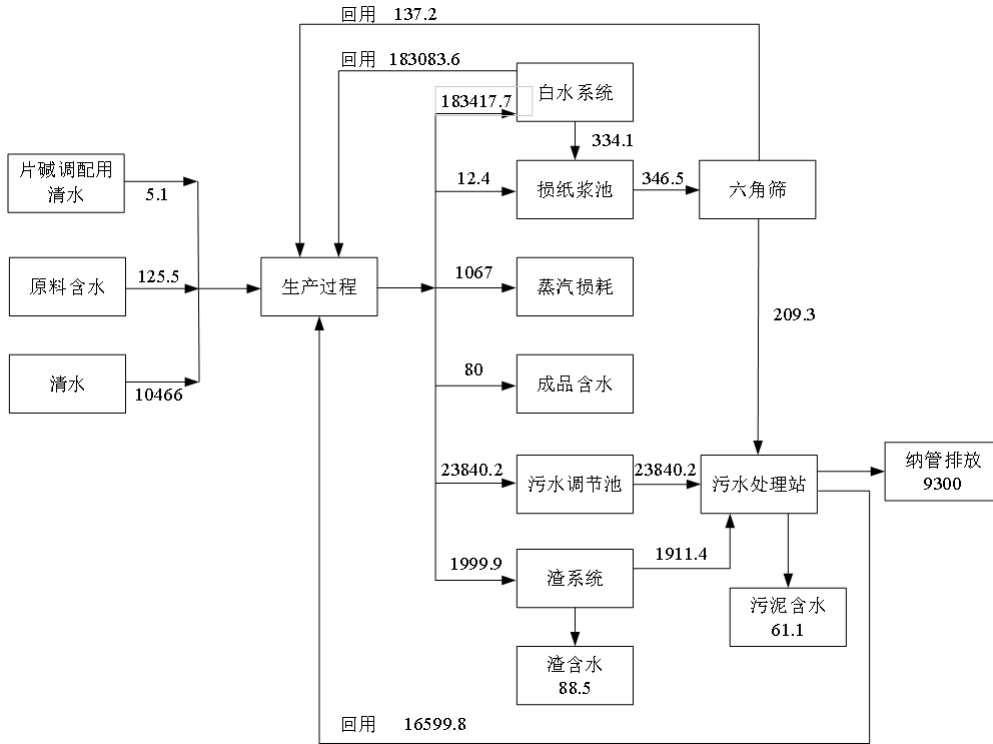 回用 137.2
回用 183083.6
183417.7
白水系统
334.1
片碱调配用
清水
5.1
12.4
损纸浆池
346.5
六角筛
原料含水
125.5
生产过程
1067
蒸汽损耗
209.3
清水
10466
80
成品含水
23840.2
污水调节池
23840.2
污水处理站
纳管排放
9300
1999.9
渣系统
1911.4
污泥含水
61.1
渣含水
88.5
回用 16599.8